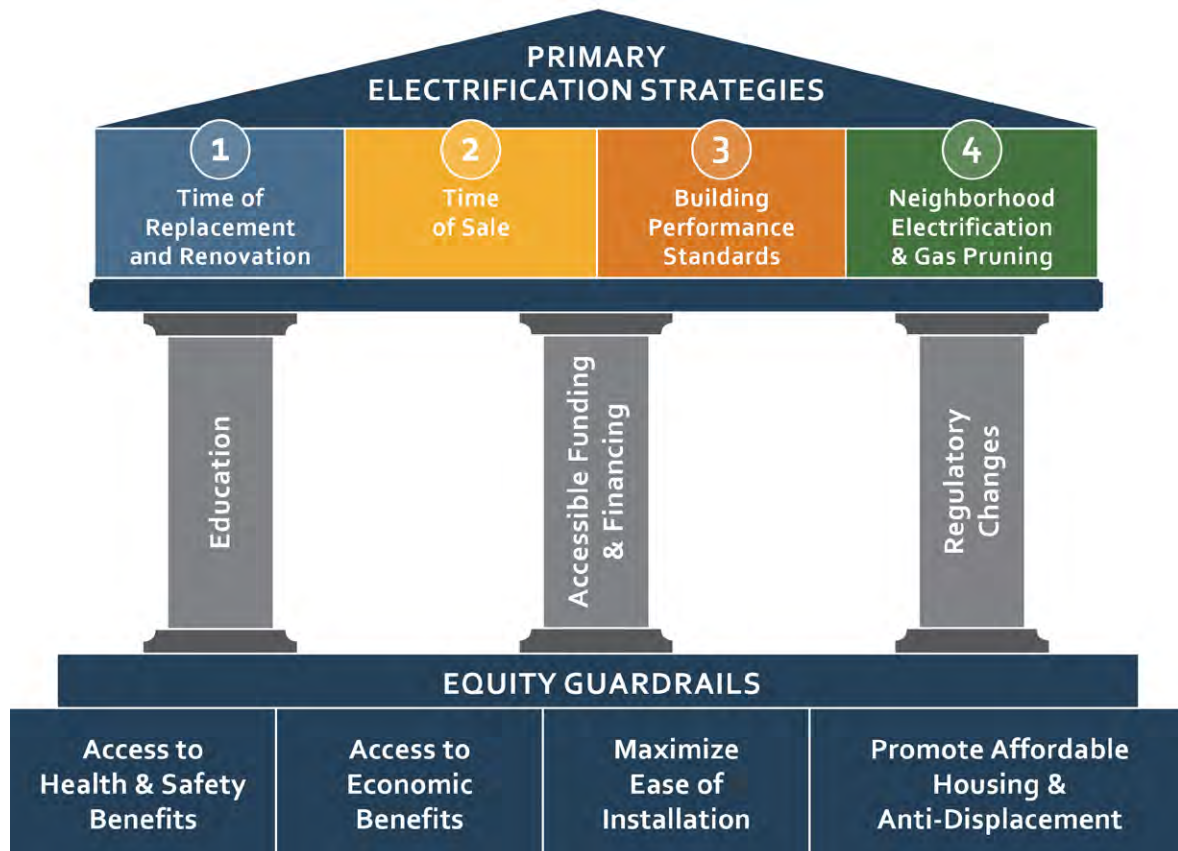 PRIMARY
ELECTRIFICATION STRATEGIES
1
Time of
Replacement
and Renovation
2
Time
of Sale
3
Building
Performance
Standards
4
Neighborhood
Electrification
& Gas Pruning
Education
Accessible Funding
& Financing
Regulatory
Changes
EQUITY GUARDRAILS
Access to
Health & Safety
Benefits
Access to
Economic
Benefits
Maximize
Ease of
Installation
Promote Affordable
Housing &
Anti-Displacement